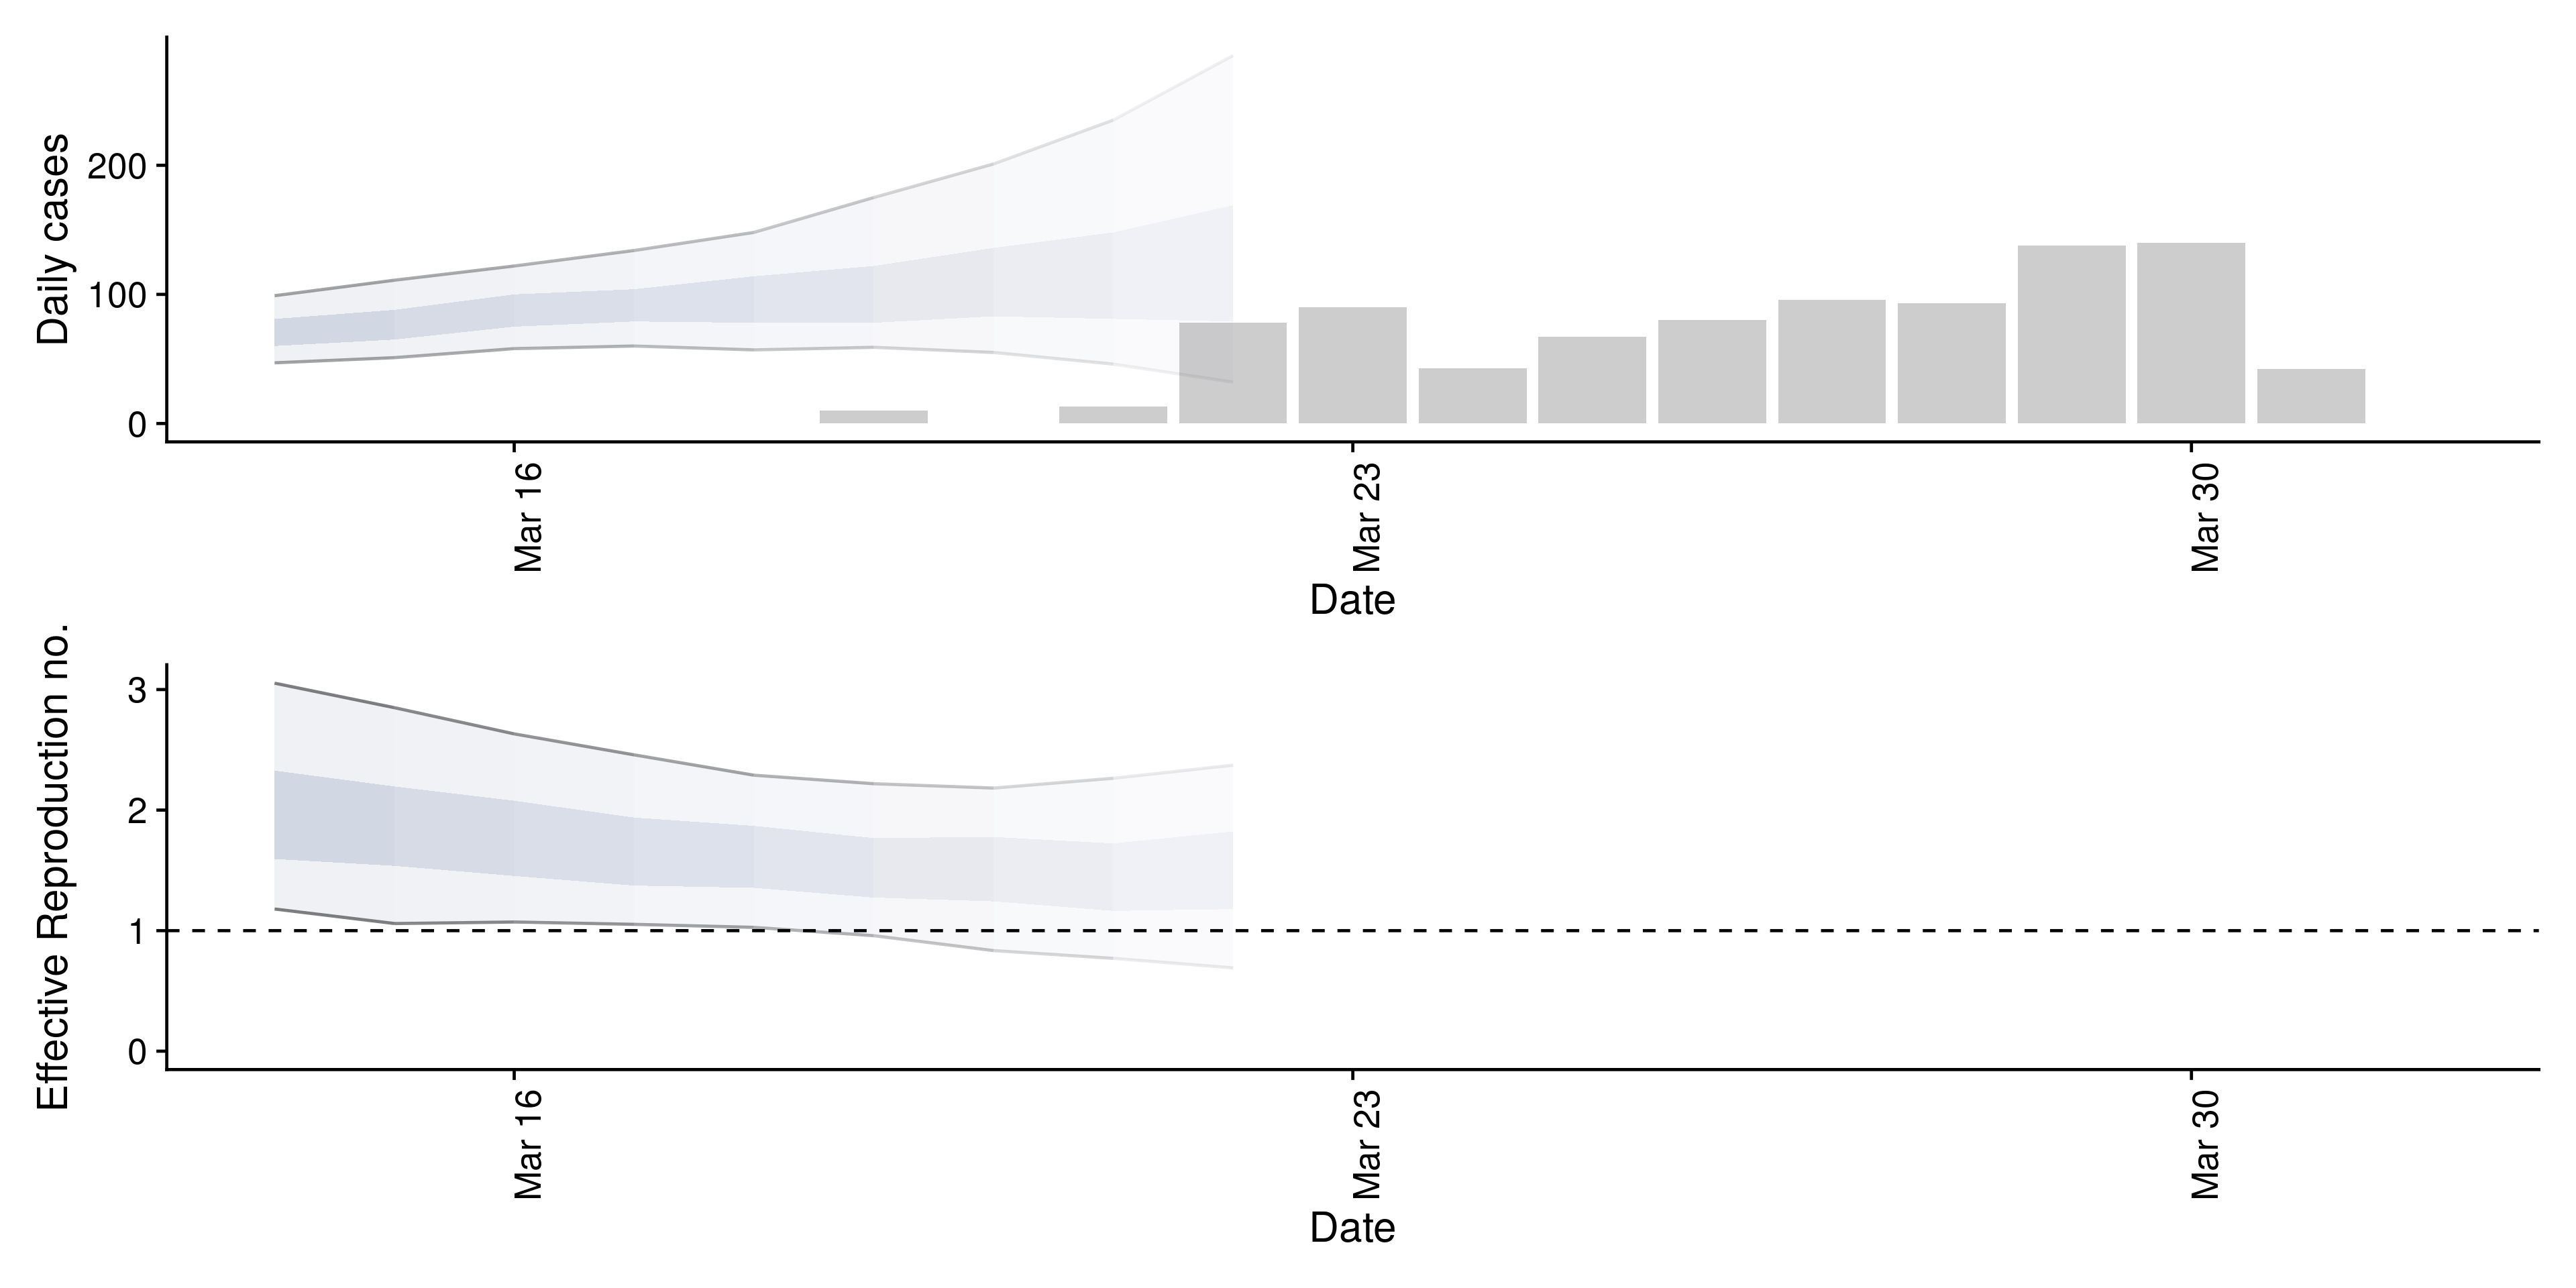 Daily cases
200
100
0
Mar 16
Mar 23
Mar 30
Date
Effective Reproduction no.
3
2
1
0
Mar 16
Mar 23
Mar 30
Date